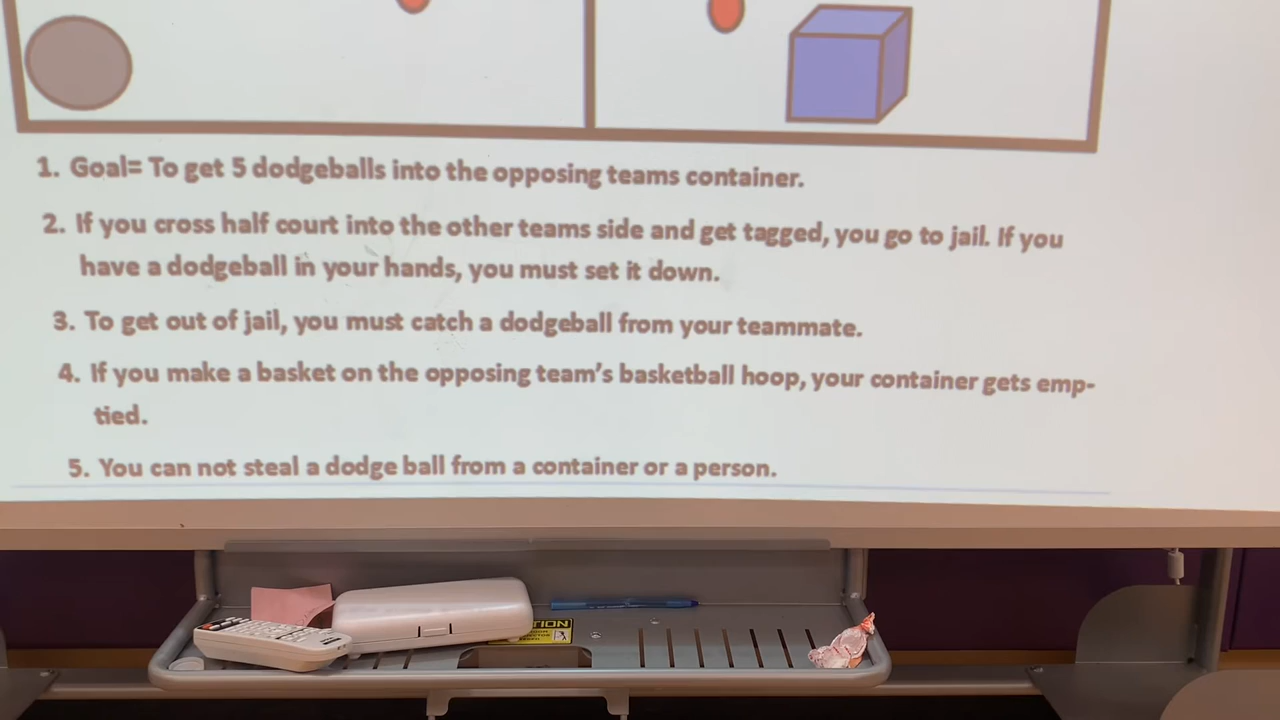 1. Goal= To get 5 dodgeballs into the opposing teams container.
2. If you cross half court into the other teams side and get tagged, you go to jail. If you
have a dodgeball in your hands, you must set it down.
3. To get out of jail, you must catch a dodgeball from your teammate.
4. If you make a basket on the opposing team's basketball hoop, your container gets emp-
tied.
5. You can not steal a dodge ball from a container or a person.